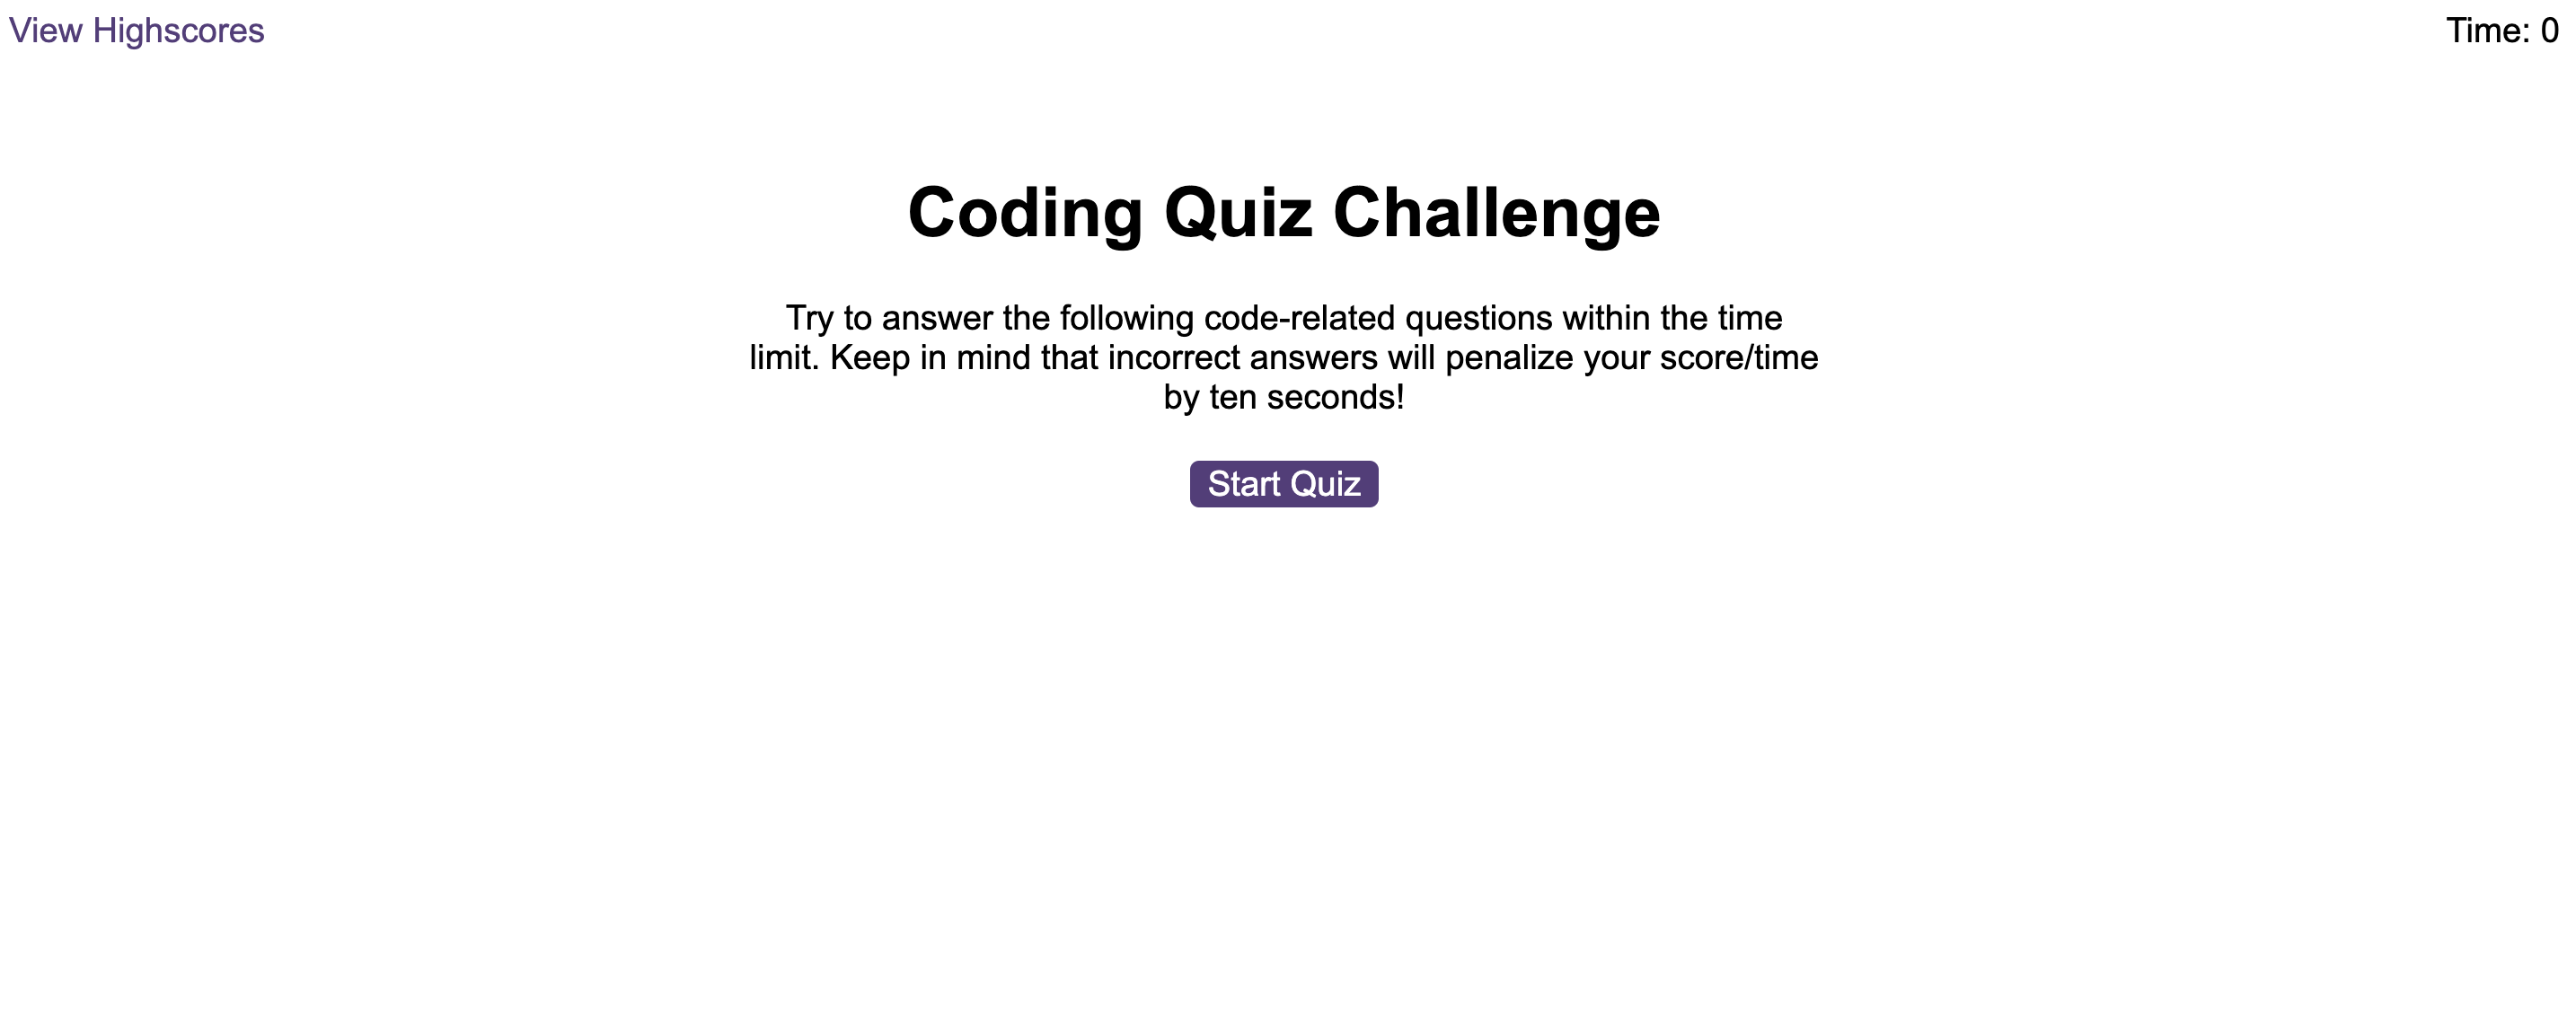 View Highscores
Time: 0
Coding Quiz Challenge
Try to answer the following code-related questions within the time
limit. Keep in mind that incorrect answers will penalize your score/time
by ten seconds!
Start Quiz